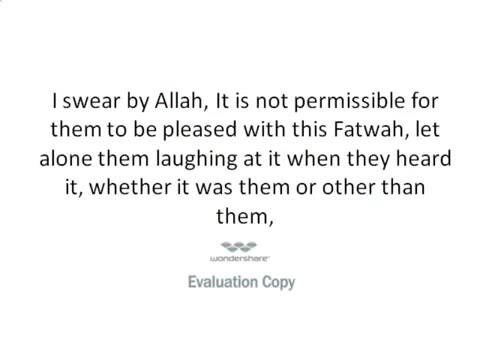 I swear by Allah, It is not permissible for
them to be pleased with this Fatwah, let
alone them laughing at it when they heard
it, whether it was them or other than
them,
wondershare
Evaluation Copy